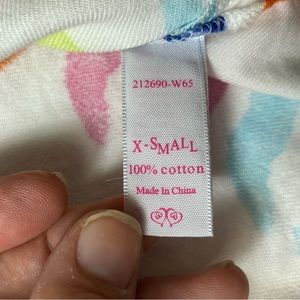 212690-W65
X-SMALL
100% cotton
Made in China